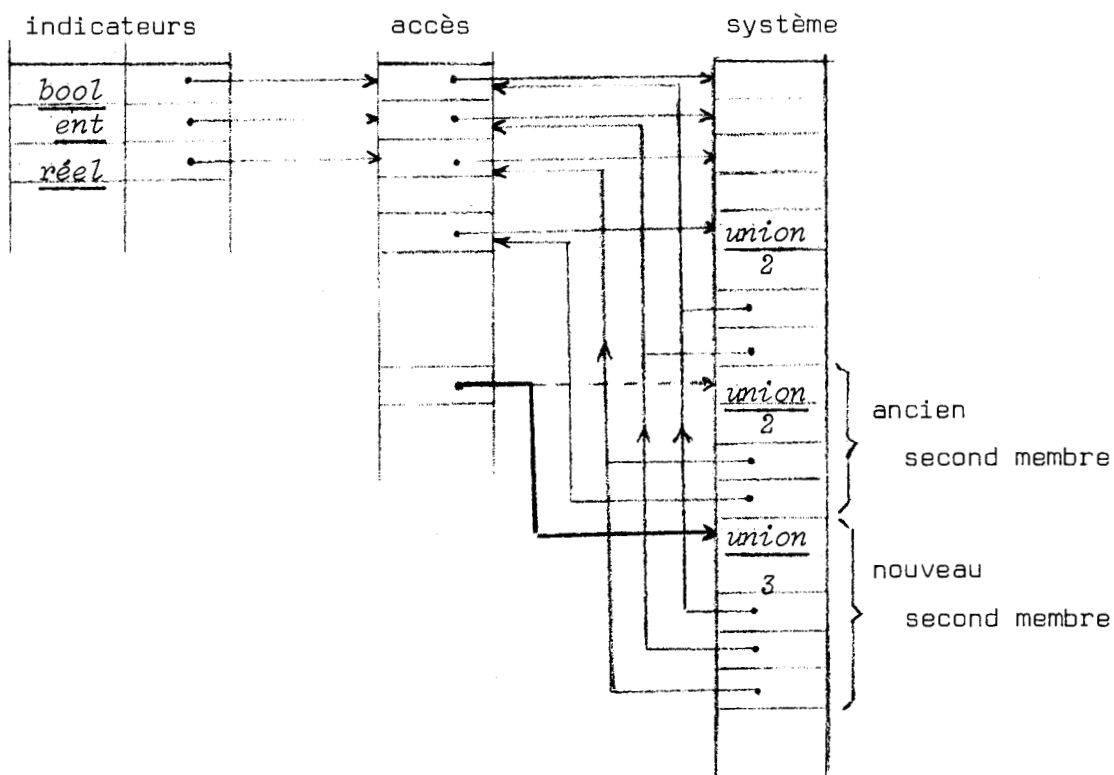 indicateurs
accès
système
bool
ent
réel
union
2
union
2
ancien
second membre
union
3
nouveau
second membre